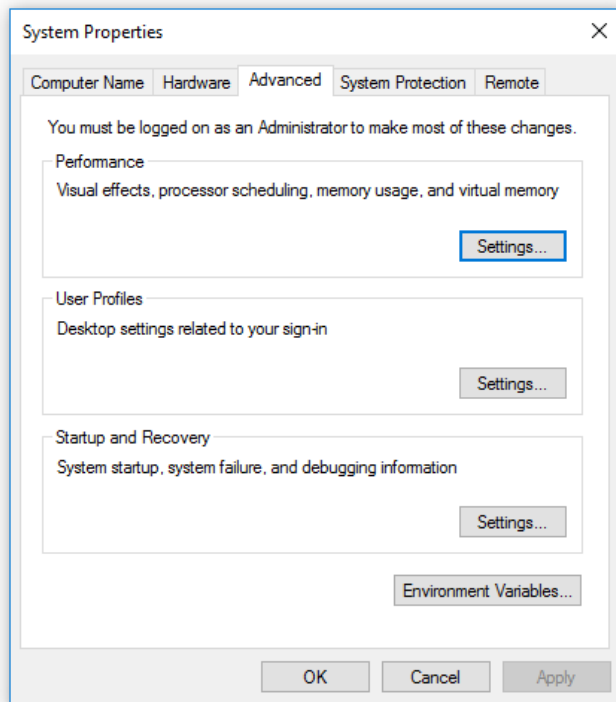 System Properties
Computer Name Hardware Advanced System Protection Remote
You must be logged on as an Administrator to make most of these changes.
Performance
Visual effects, processor scheduling, memory usage, and virtual memory
Settings...
User Profiles
Desktop settings related to your sign-in
Settings...
Startup and Recovery
System startup, system failure, and debugging information
Settings...
Environment Variables...
OK Cancel Apply